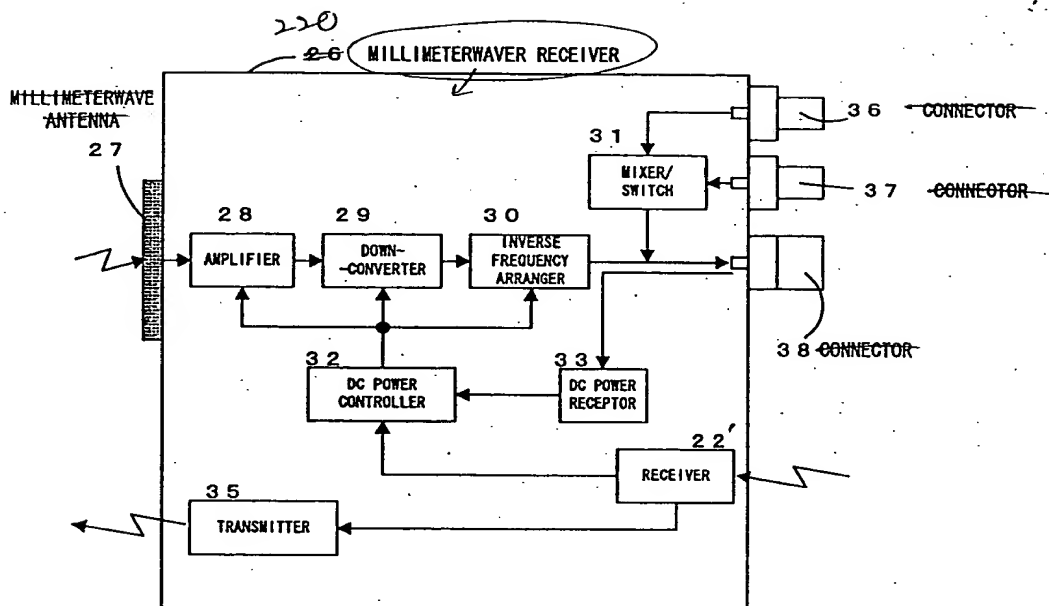 220
26 MILLIMETERWAVER RECEIVER
MILLIMETERWAVE
ANTENNA
27
36 CONNECTOR
31
MIXER/
SWITCH
37 CONNECTOR
28
AMPLIFIER
29
DOWN-
-CONVERTER
30
INVERSE
FREQUENCY
ARRANGER
38 CONNECTOR
32
DC POWER
CONTROLLER
33
DC POWER
RECEPTOR
22'
RECEIVER
35
TRANSMITTER